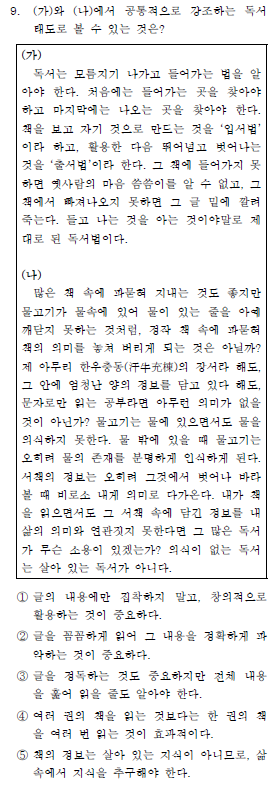 9. (가)와 (나)에서 공통적으로 강조하는 독서
태도로 볼 수 있는 것은?
(가)
독서는 모름지기 나가고 들어가는 법을 알
아야 한다. 처음에는 들어가는 곳을 찾아야
하고 마지막에는 나오는 곳을 찾아야 한다.
책을 보고 자기 것으로 만드는 것을 '입서법'
이라 하고, 활용한 다음 뛰어넘고 벗어나는
것을 '출서법'이라 한다. 그 책에 들어가지 못
하면 옛사람의 마음 씀씀이를 알 수 없고, 그
책에서 빠져나오지 못하면 그 글 밑에 깔려
죽는다. 들고 나는 것을 아는 것이야말로 제
대로 된 독서법이다.
(나)
많은 책 속에 파묻혀 지내는 것도 좋지만
물고기가 물속에 있어 물이 있는 줄을 아예
깨닫지 못하는 것처럼, 정작 책 속에 파묻혀
책의 의미를 놓쳐 버리게 되는 것은 아닐까?
제 아무리 한우충동(汗牛充棟)의 장서라 해도,
그 안에 엄청난 양의 정보를 담고 있다 해도,
문자로만 읽는 공부라면 아무런 의미가 없을
것이 아닌가? 물고기는 물에 있으면서도 물을
의식하지 못한다. 물 밖에 있을 때 물고기는
오히려 물의 존재를 분명하게 인식하게 된다.
서책의 정보는 오히려 그것에서 벗어나 바라
볼 때 비로소 내게 의미로 다가온다. 내가 책
을 읽으면서도 그 서책 속에 담긴 정보를 내
삶의 의미와 연관짓지 못한다면 그 많은 독서
가 무슨 소용이 있겠는가? 의식이 없는 독서
는 살아 있는 독서가 아니다.
① 글의 내용에만 집착하지 말고, 창의적으로
활용하는 것이 중요하다.
② 글을 꼼꼼하게 읽어 그 내용을 정확하게 파
악하는 것이 중요하다.
③ 글을 정독하는 것도 중요하지만 전체 내용
을 훑어 읽을 줄도 알아야 한다.
④ 여러 권의 책을 읽는 것보다는 한 권의 책
을 여러 번 읽는 것이 효과적이다.
⑤ 책의 정보는 살아 있는 지식이 아니므로, 삶
속에서 지식을 추구해야 한다.